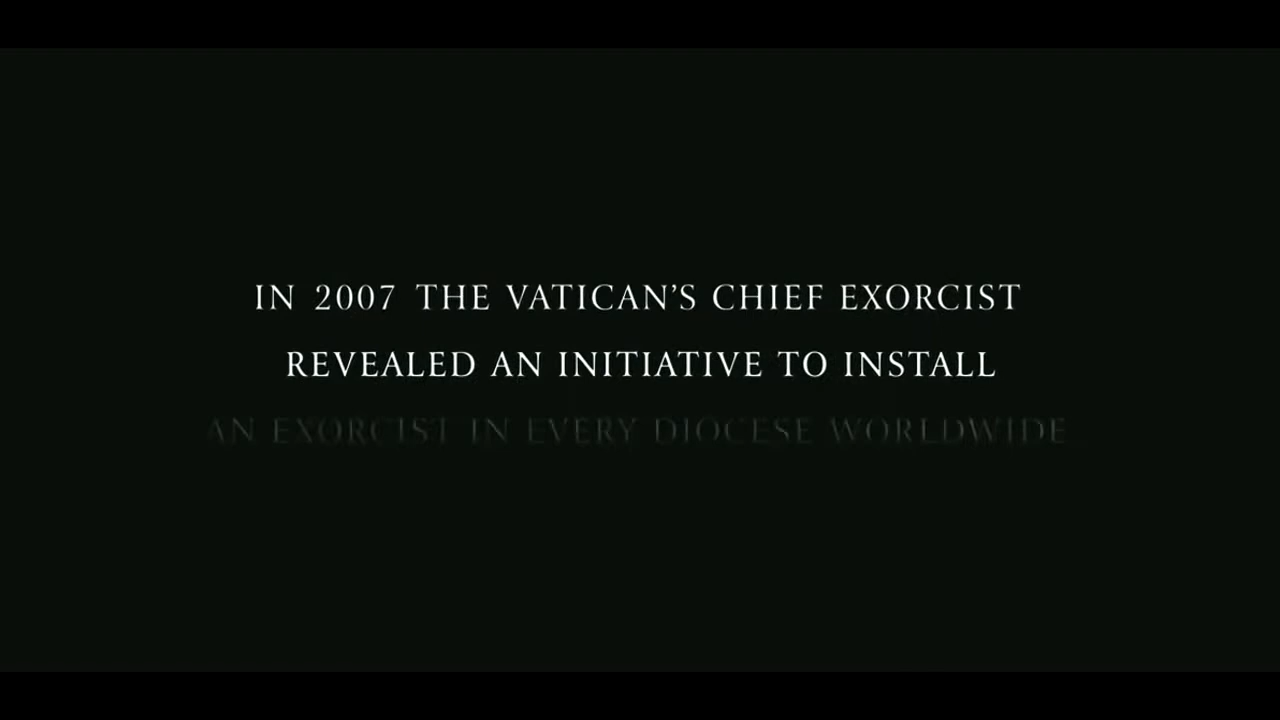 IN 2007 THE VATICAN'S CHIEF EXORCIST
REVEALED AN INITIATIVE TO INSTALL
AN EXORCIST IN EVERY DIOCESE WORLDWIDE